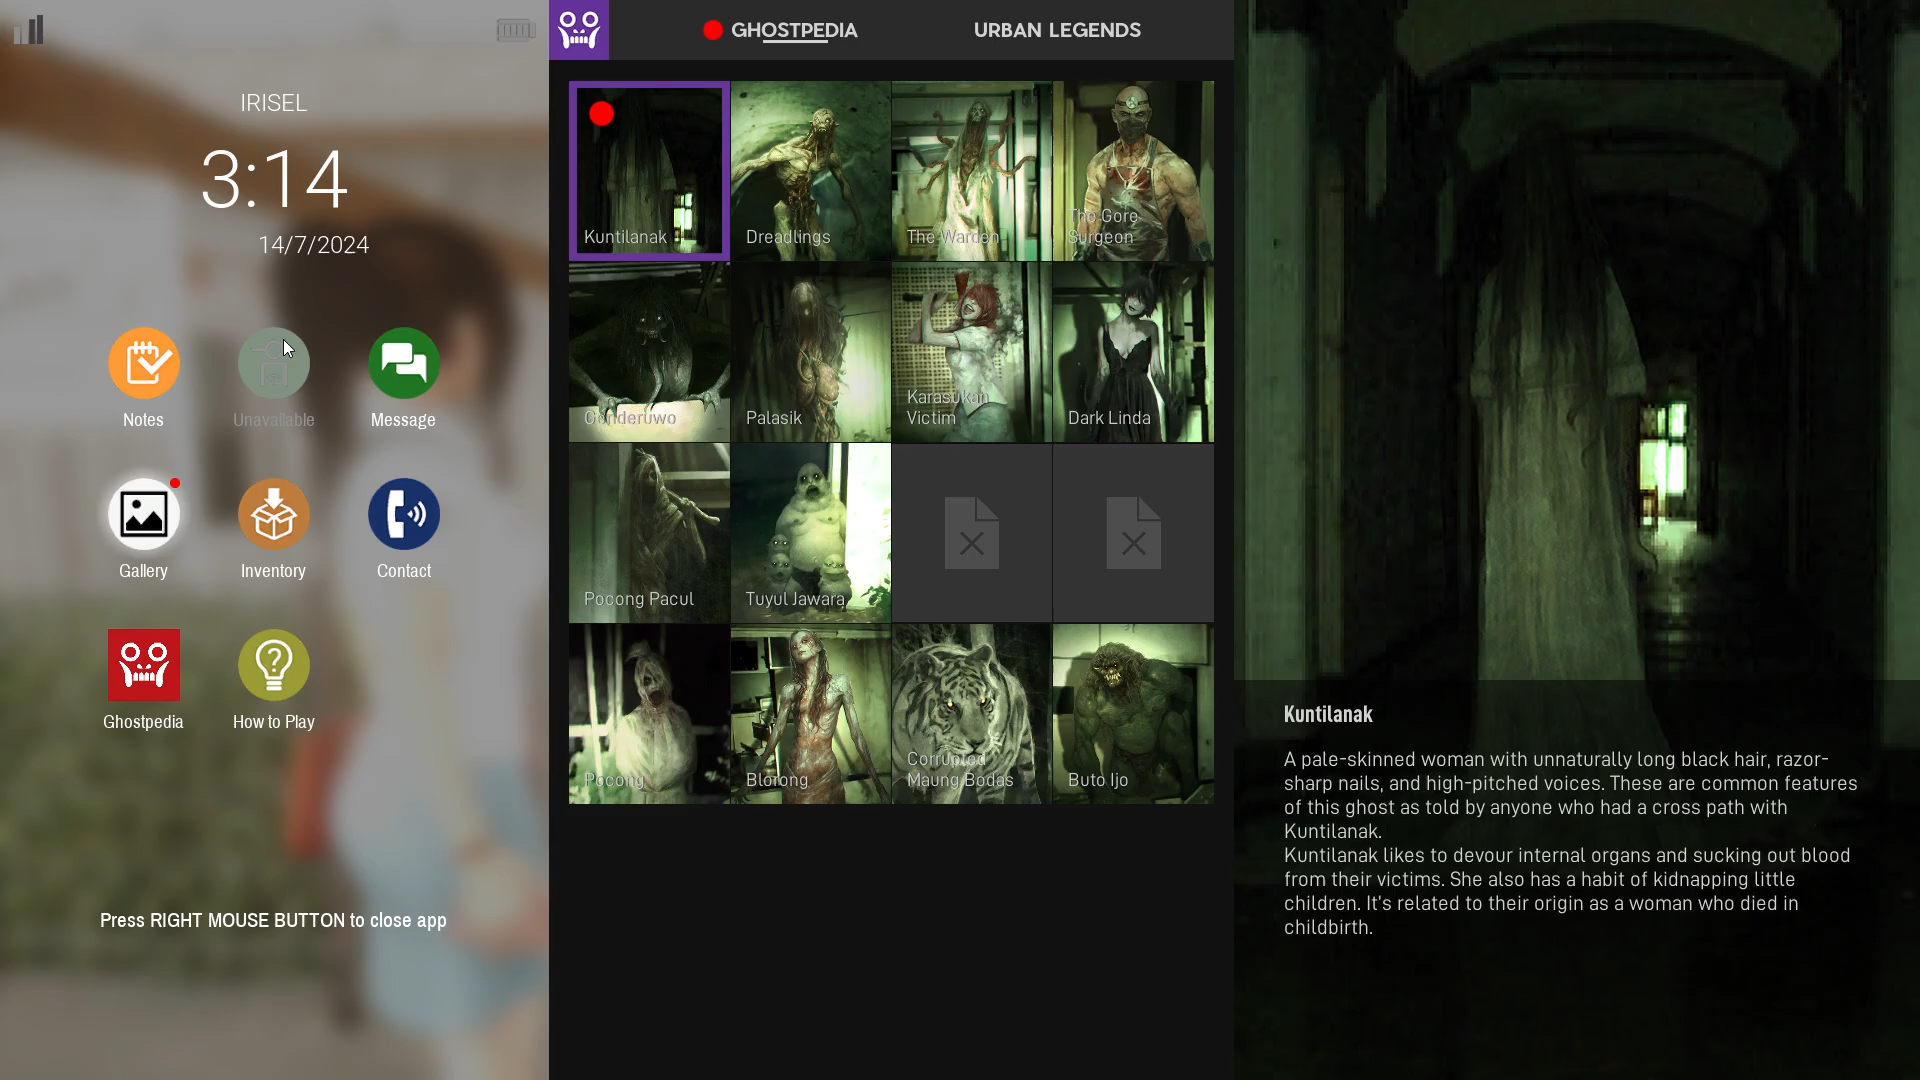 IRISEL
3:14
14/7/2024
Notes
Unavailable
Message
Gallery
Inventory
Contact
Ghostpedia
How to Play
Press RIGHT MOUSE BUTTON to close app
GHOSTPEDIA
URBAN LEGENDS
Kuntilanak
Dreadlings
The Warden
The Gore
Surgeon
Genderuwo
Palasik
Karasukan
Victim
Dark Linda
Pocong Pacul
Tuyul Jawara
Pocong
Blorong
Corrupted
Maung Bodas
Buto Ijo
Kuntilanak
A pale-skinned woman with unnaturally long black hair, razor-
sharp nails, and high-pitched voices. These are common features
of this ghost as told by anyone who had a cross path with
Kuntilanak.
Kuntilanak likes to devour internal organs and sucking out blood
from their victims. She also has a habit of kidnapping little
children. It's related to their origin as a woman who died in
childbirth.